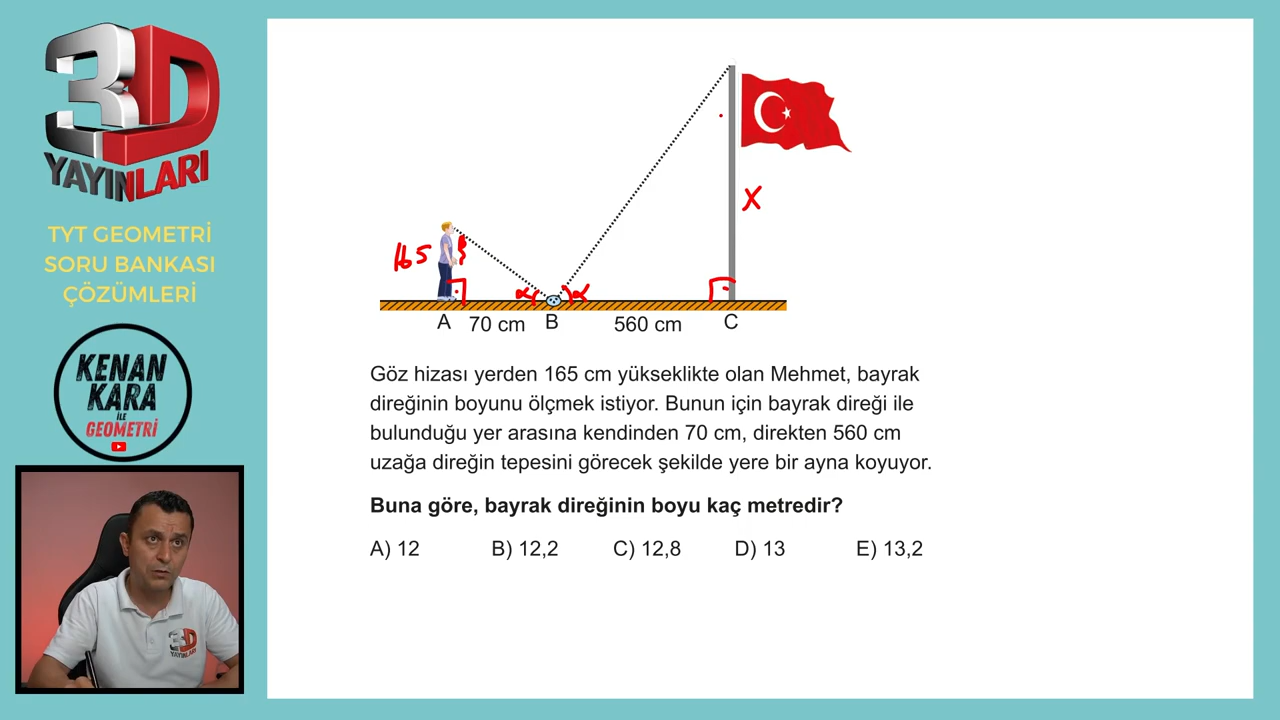 3D
YAYINLARI
TYT GEOMETRİ
SORU BANKASI
ÇÖZÜMLERİ
KENAN
KARA
İLE
GEOMETRİ
3D
YAYINLARI
165
X
α α
A 70 cm B 560 cm C
Göz hizası yerden 165 cm yükseklikte olan Mehmet, bayrak
direğinin boyunu ölçmek istiyor. Bunun için bayrak direği ile
bulunduğu yer arasına kendinden 70 cm, direkten 560 cm
uzağa direğin tepesini görecek şekilde yere bir ayna koyuyor.
Buna göre, bayrak direğinin boyu kaç metredir?
A) 12 B) 12,2 C) 12,8 D) 13 E) 13,2